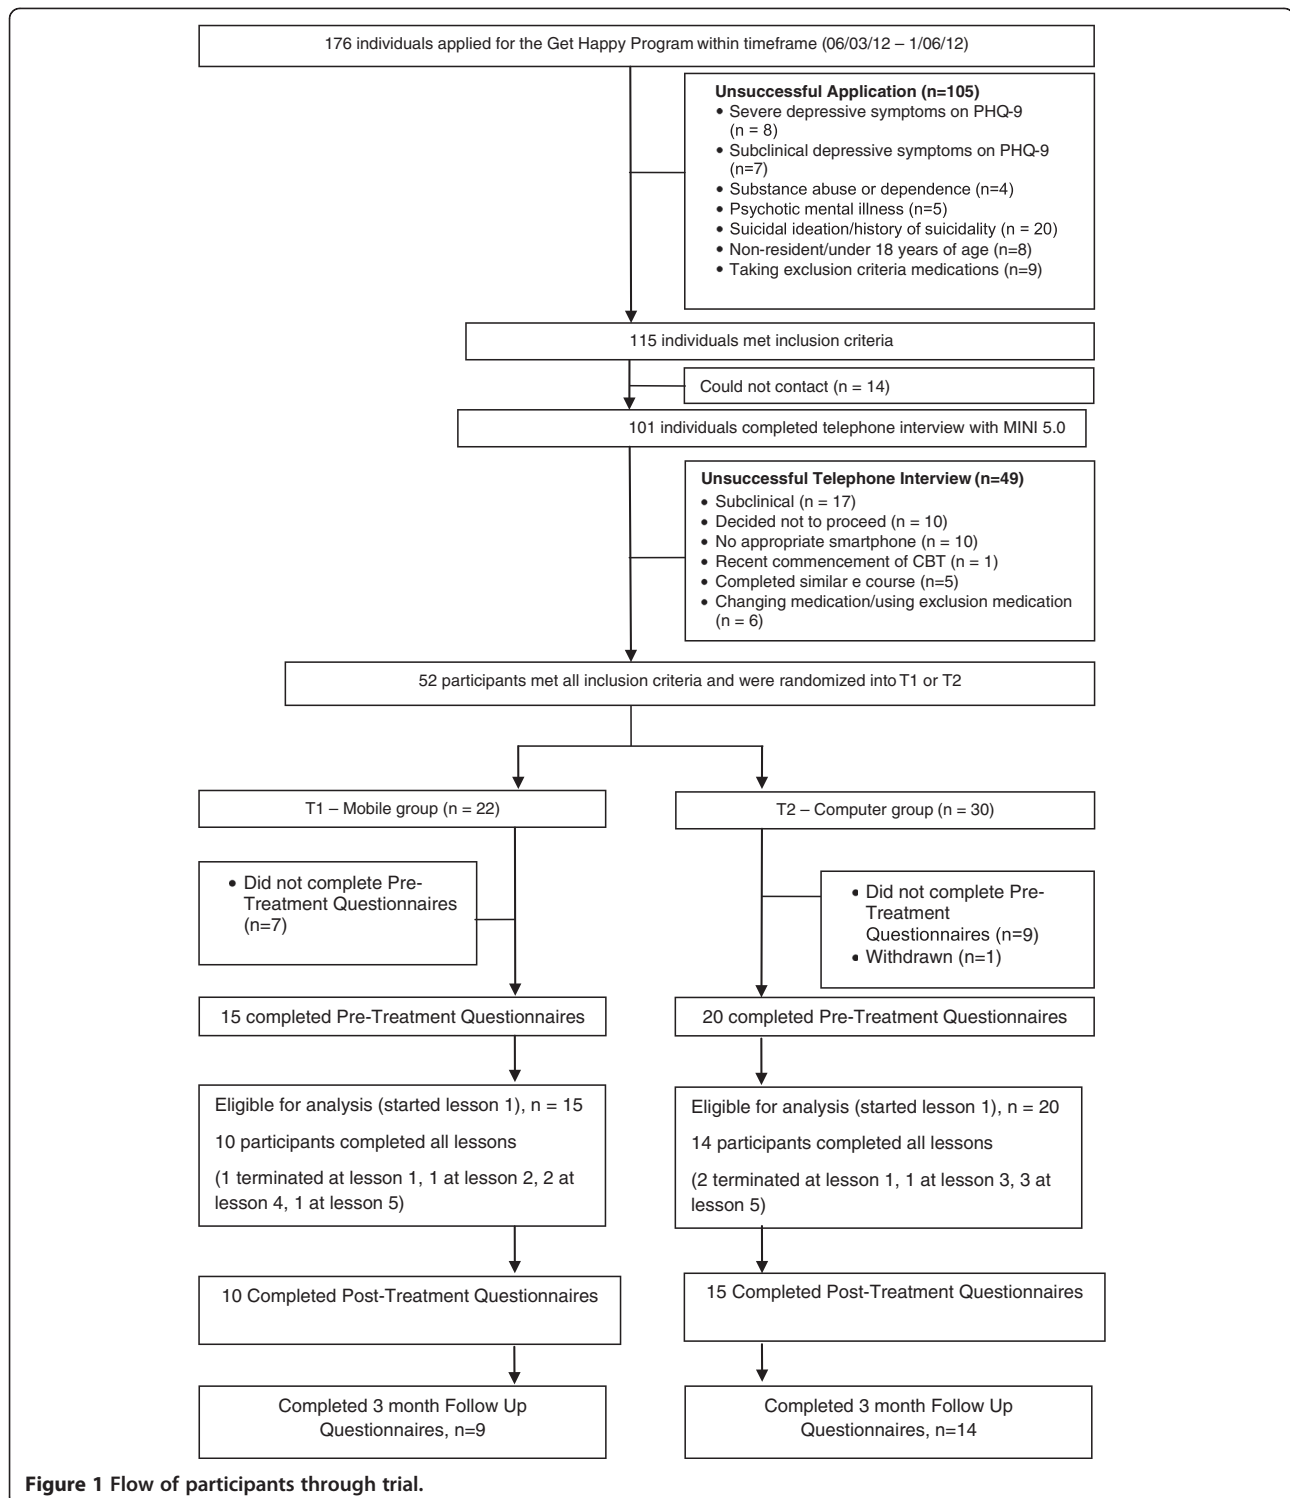 176 individuals applied for the Get Happy Program within timeframe (06/03/12 – 1/06/12)
Unsuccessful Application (n=105)
• Severe depressive symptoms on PHQ-9
(n = 8)
• Subclinical depressive symptoms on PHQ-9
(n=7)
• Substance abuse or dependence (n=4)
• Psychotic mental illness (n=5)
• Suicidal ideation/history of suicidality (n = 20)
• Non-resident/under 18 years of age (n=8)
• Taking exclusion criteria medications (n=9)
115 individuals met inclusion criteria
Could not contact (n = 14)
101 individuals completed telephone interview with MINI 5.0
Unsuccessful Telephone Interview (n=49)
• Subclinical (n = 17)
• Decided not to proceed (n = 10)
• No appropriate smartphone (n = 10)
• Recent commencement of CBT (n = 1)
• Completed similar e course (n=5)
• Changing medication/using exclusion medication
(n = 6)
52 participants met all inclusion criteria and were randomized into T1 or T2
T1 – Mobile group (n = 22)
T2 – Computer group (n = 30)
• Did not complete Pre-
Treatment Questionnaires
(n=7)
• Did not complete Pre-
Treatment
Questionnaires (n=9)
• Withdrawn (n=1)
15 completed Pre-Treatment Questionnaires
20 completed Pre-Treatment Questionnaires
Eligible for analysis (started lesson 1), n = 15
10 participants completed all lessons
(1 terminated at lesson 1, 1 at lesson 2, 2 at
lesson 4, 1 at lesson 5)
Eligible for analysis (started lesson 1), n = 20
14 participants completed all lessons
(2 terminated at lesson 1, 1 at lesson 3, 3 at
lesson 5)
10 Completed Post-Treatment Questionnaires
15 Completed Post-Treatment Questionnaires
Completed 3 month Follow Up
Questionnaires, n=9
Completed 3 month Follow Up
Questionnaires, n=14
Figure 1 Flow of participants through trial.